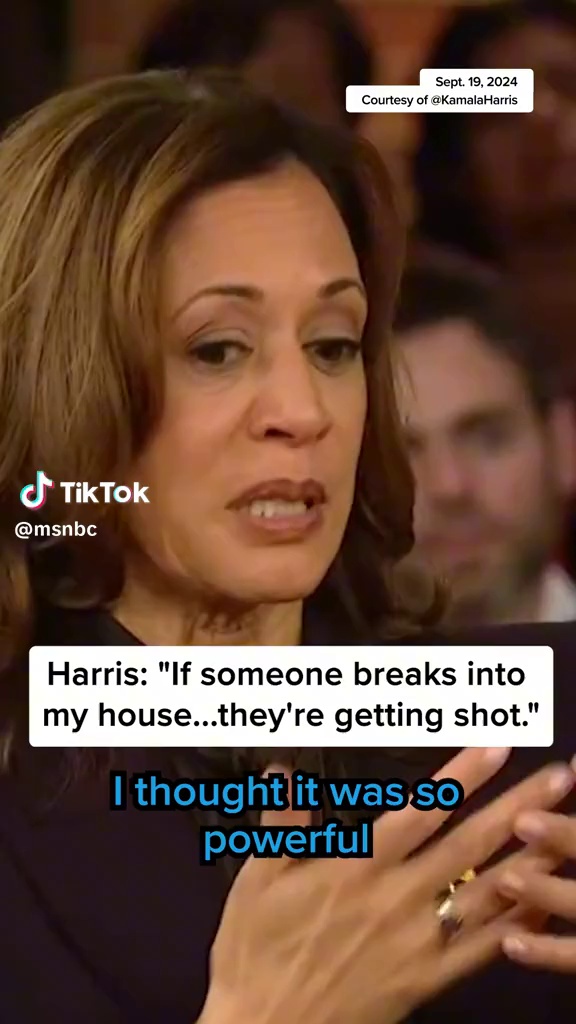 Sept. 19, 2024
Courtesy of @KamalaHarris
TikTok
@msnbc
Harris: "If someone breaks into
my house...they're getting shot."
I thought it was so
powerful